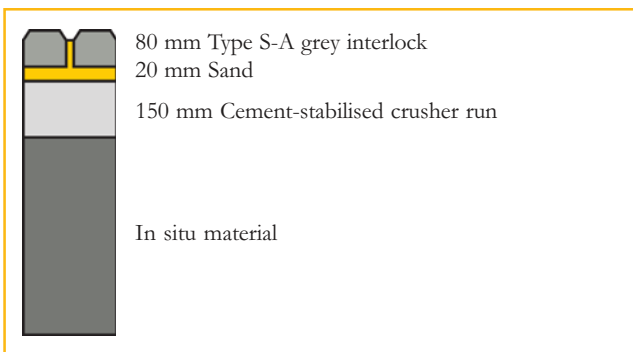 80 mm Type S-A grey interlock
20 mm Sand
150 mm Cement-stabilised crusher run
In situ material